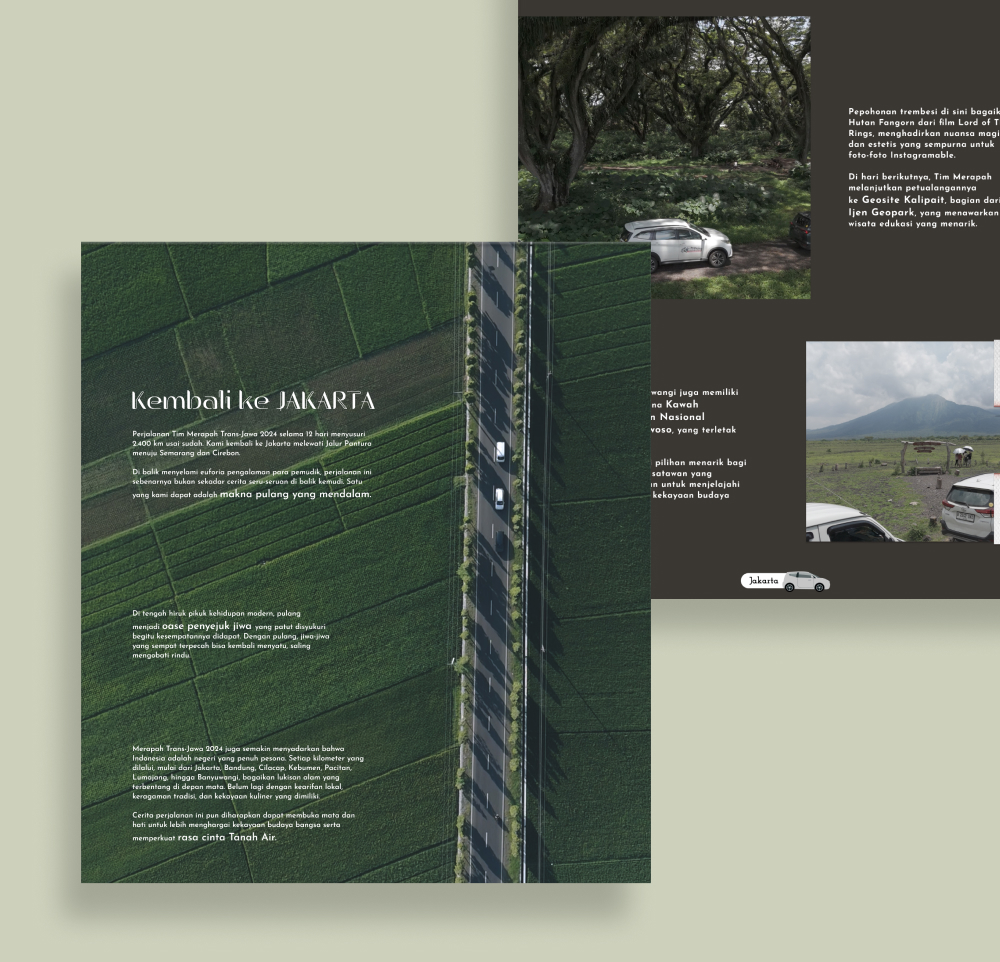 Pepohonan trembesi di sini bagaik
Hutan Fangorn dari film Lord of T
Rings, menghadirkan nuansa magi
dan estetis yang sempurna untuk
foto-foto Instagramable.
Di hari berikutnya, Tim Merapah
melanjutkan petualangannya
ke Geosite Kalipait, bagian dari
Ijen Geopark, yang menawarkan
wisata edukasi yang menarik.
wangi juga memiliki
na Kawah
n Nasional
woso, yang terletak
pilihan menarik bagi
satawan yang
n untuk menjelajahi
kekayaan budaya
Jakarta
Kembali ke JAKARTA
Perjalanan Tim Merapah Trans-Jawa 2024 selama 12 hari menyusuri
2.400 km usai sudah. Kami kembali ke Jakarta melewati Jalur Pantura
menuju Semarang dan Cirebon.
Di balik menyelami euforia pengalaman para pemudik, perjalanan ini
sebenarnya bukan sekadar cerita seru-seruan di balik kemudi. Satu
yang kami dapat adalah makna pulang yang mendalam.
Di tengah hiruk pikuk kehidupan modern, pulang
menjadi oase penyejuk jiwa yang patut disyukuri
begitu kesempatannya didapat. Dengan pulang, jiwa-jiwa
yang sempat terpecah bisa kembali menyatu, saling
mengobati rindu.
Merapah Trans-Jawa 2024 juga semakin menyadarkan bahwa
Indonesia adalah negeri yang penuh pesona. Setiap kilometer yang
dilalui, mulai dari Jakarta, Bandung, Cilacap, Kebumen, Pacitan,
Lumajang, hingga Banyuwangi, bagaikan lukisan alam yang
terbentang di depan mata. Belum lagi dengan kearifan lokal,
keragaman tradisi, dan kekayaan kuliner yang dimiliki.
Cerita perjalanan ini pun diharapkan dapat membuka mata dan
hati untuk lebih menghargai kekayaan budaya bangsa serta
memperkuat rasa cinta Tanah Air.